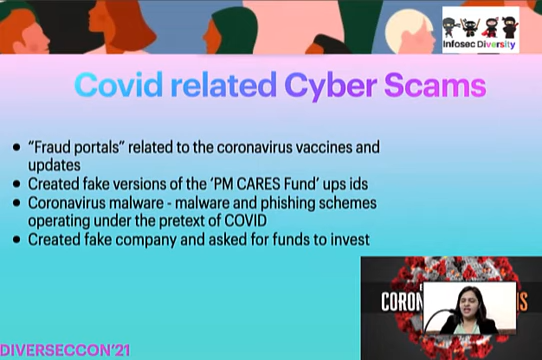 Infosec Diversity
Covid related Cyber Scams
• “Fraud portals” related to the coronavirus vaccines and
updates
• Created fake versions of the ‘PM CARES Fund’ ups ids
• Coronavirus malware - malware and phishing schemes
operating under the pretext of COVID
• Created fake company and asked for funds to invest
DIVERSECCON’21